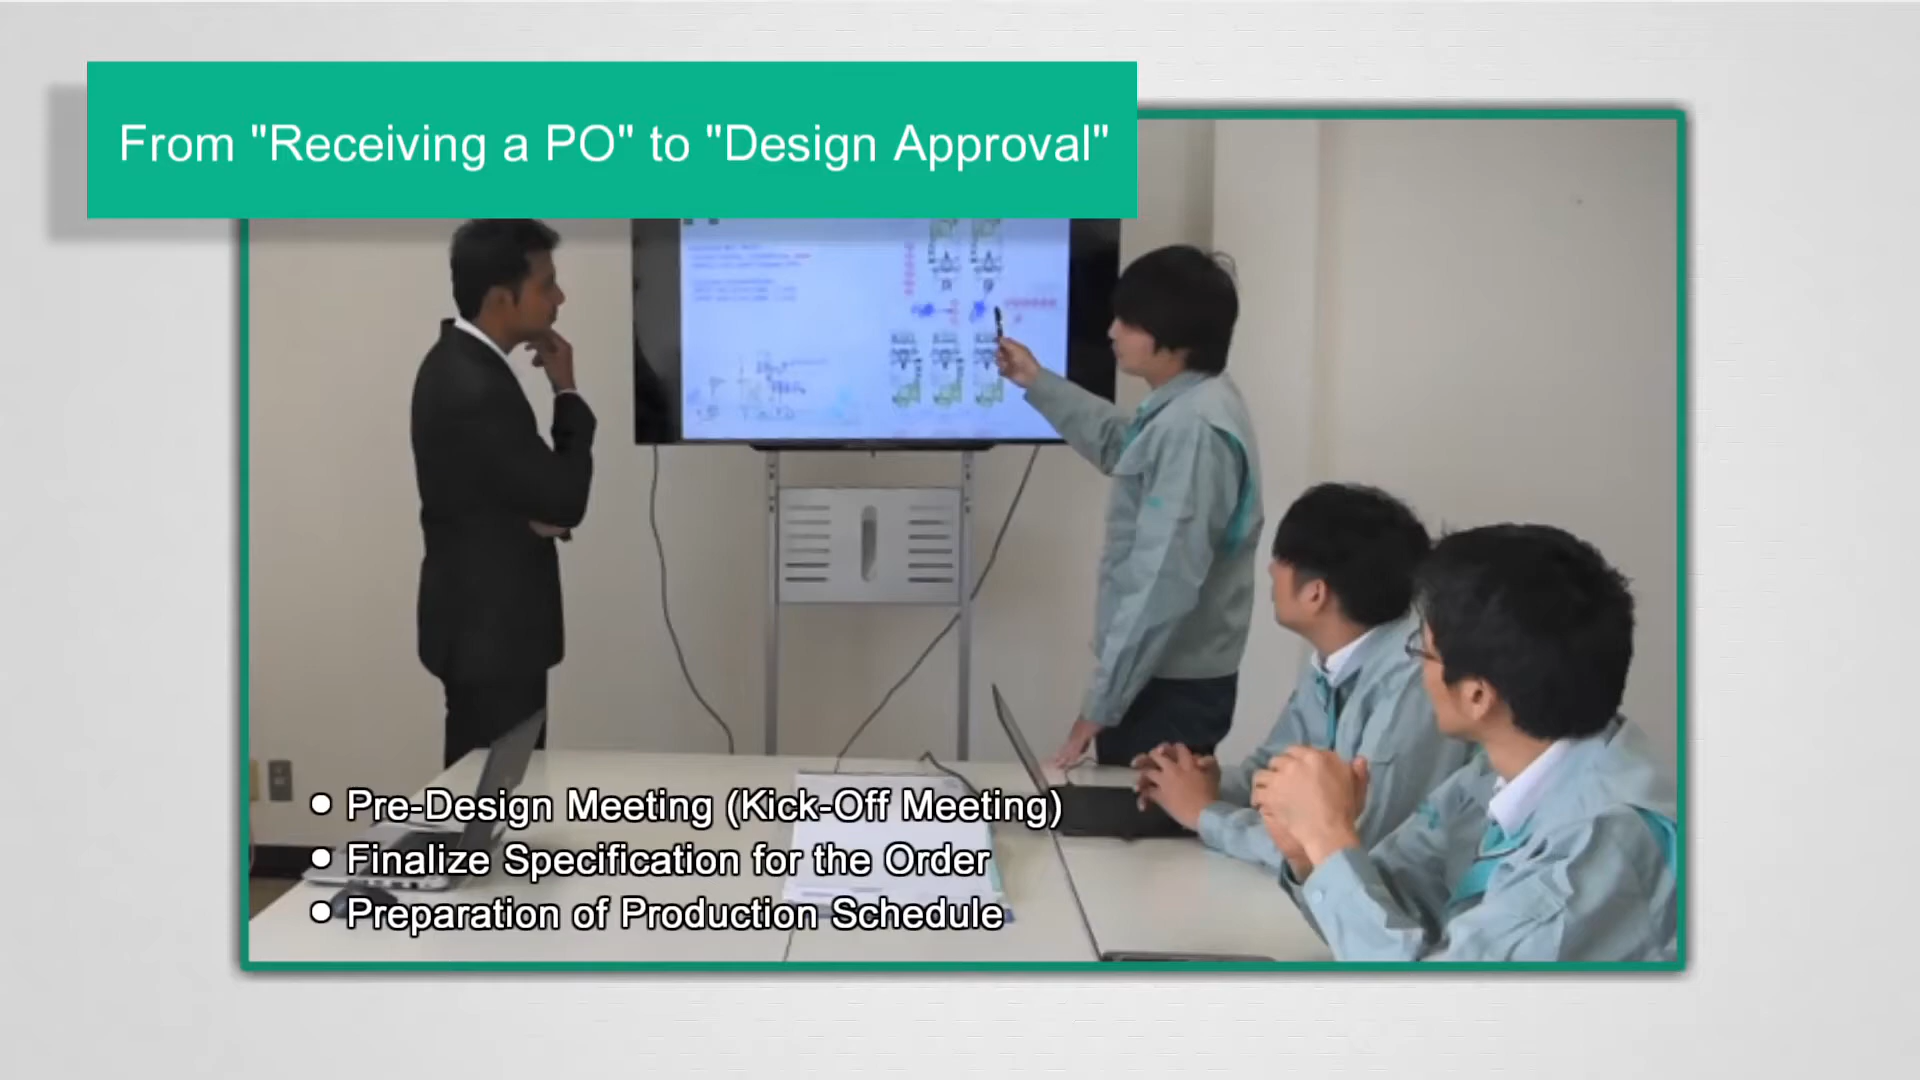 From "Receiving a PO" to "Design Approval"
• Pre-Design Meeting (Kick-Off Meeting)
• Finalize Specification for the Order
• Preparation of Production Schedule